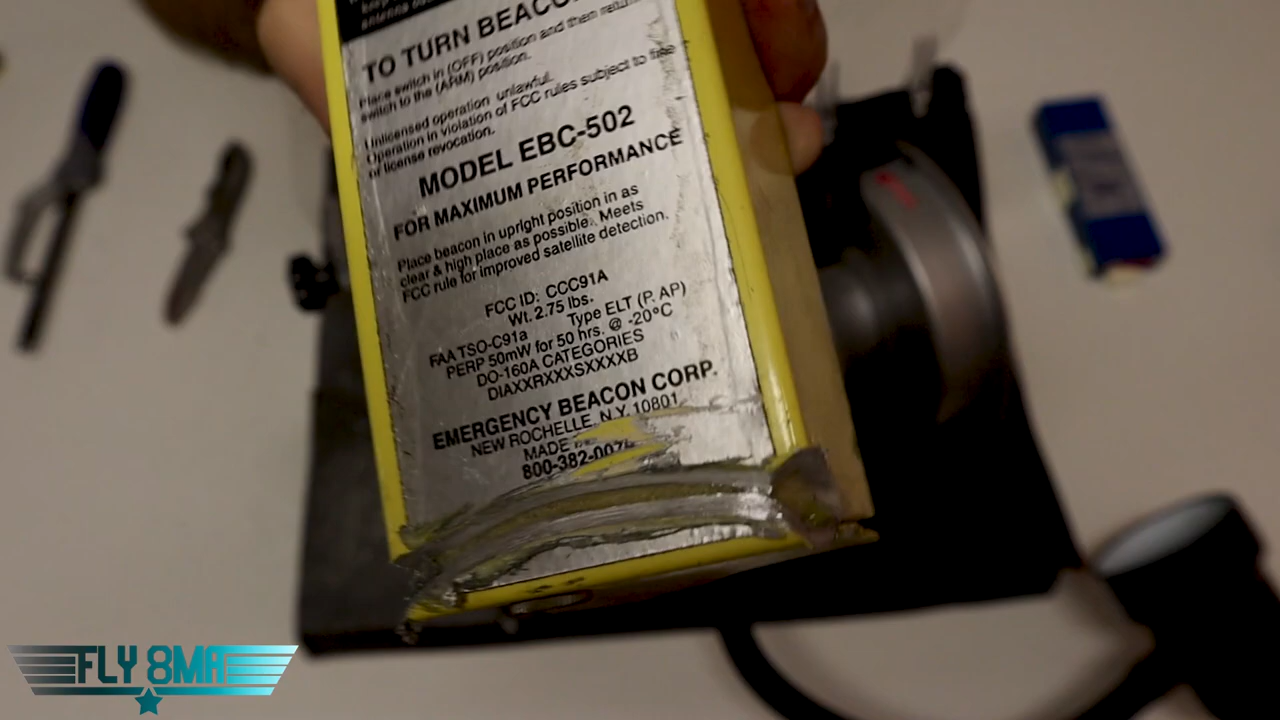 TO TURN BEACON
Place switch in (OFF) position and then return
switch to the (ARM) position.
Unlicensed operation unlawful.
Operation in violation of FCC rules subject to fine
or license revocation.
MODEL EBC-502
FOR MAXIMUM PERFORMANCE
Place beacon in upright position in as
clear & high place as possible. Meets
FCC rule for improved satellite detection.
FCC ID: CCC91A
Wt. 2.75 lbs.
FAA TSO-C91a Type ELT (P. AP)
PERP 50mW for 50 hrs. @ -20°C
DO-160A CATEGORIES
DIAXXRXXXSXXXXB
EMERGENCY BEACON CORP.
NEW ROCHELLE, N.Y. 10801
MADE
800-382-007
FLY 8MA